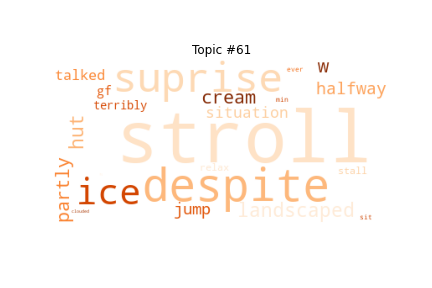 Topic #61
ever
w
talked
suprise
gf
cream
min
halfway
terribly
situation
hut
stroll
partly
relax
stall
ice
despite
jump
landscaped
clouded
sit